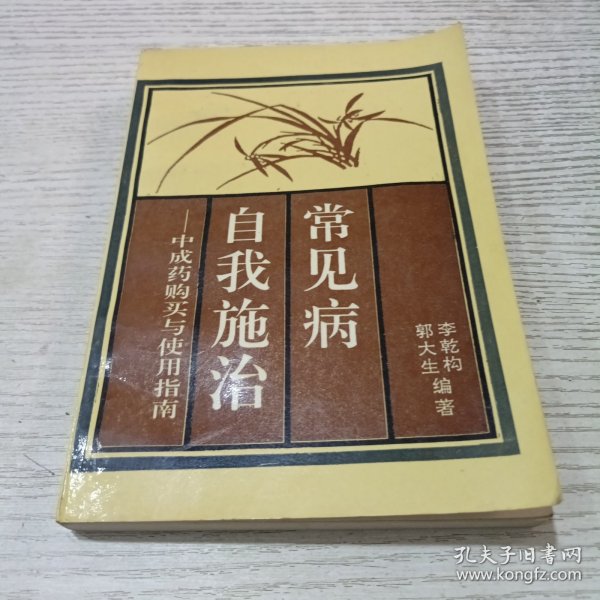 常见病
自我施治
——中成药购买与使用指南
李乾构
郭大生 编著
孔夫子旧书网
www.kongfz.com